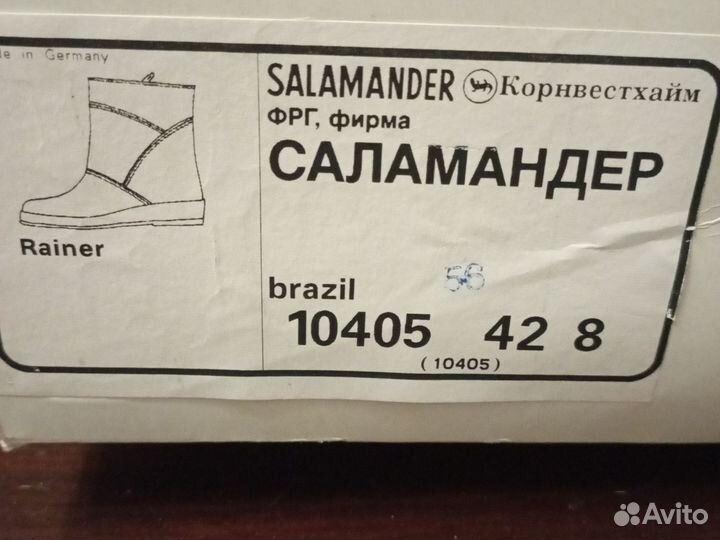 de in Germany
Rainer
SALAMANDER Корнвестхайм
ФРГ, фирма
САЛАМАНДЕР
56
brazil
10405 42 8
(10405)
Avito